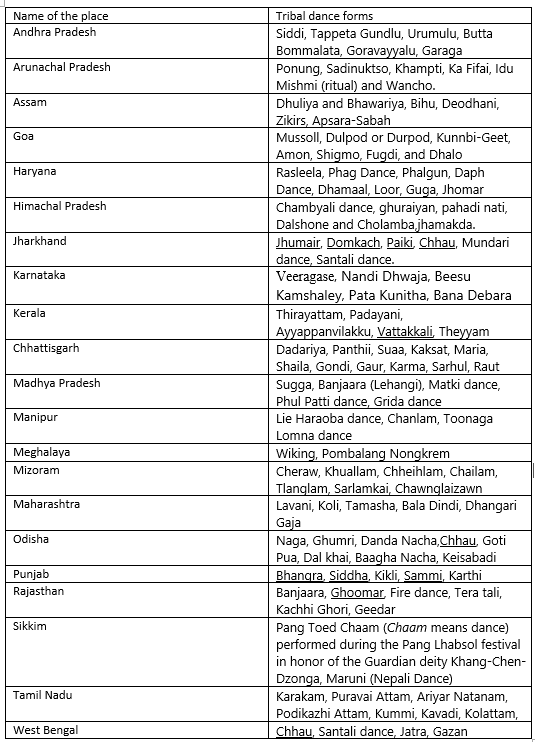 Name of the place Tribal dance forms
Andhra Pradesh Siddi, Tappeta Gundlu, Urumulu, Butta
Bommalata, Goravayyalu, Garaga
Arunachal Pradesh Ponung, Sadinuktso, Khampti, Ka Fifai, Idu
Mishmi (ritual) and Wancho.
Assam Dhuliya and Bhawariya, Bihu, Deodhani,
Zikirs, Apsara-Sabah
Goa Mussoll, Dulpod or Durpod, Kunnbi-Geet,
Amon, Shigmo, Fugdi, and Dhalo
Haryana Rasleela, Phag Dance, Phalgun, Daph
Dance, Dhamaal, Loor, Guga, Jhomar
Himachal Pradesh Chambyali dance, ghuraiyan, pahadi nati,
Dalshone and Cholamba,jhamakda.
Jharkhand Jhumair, Domkach, Paiki, Chhau, Mundari
dance, Santali dance.
Karnataka Veeragase, Nandi Dhwaja, Beesu
Kamshaley, Pata Kunitha, Bana Debara
Kerala Thirayattam, Padayani,
Ayyappanvilakku, Vattakkali, Theyyam
Chhattisgarh Dadariya, Panthii, Suaa, Kaksat, Maria,
Shaila, Gondi, Gaur, Karma, Sarhul, Raut
Madhya Pradesh Sugga, Banjaara (Lehangi), Matki dance,
Phul Patti dance, Grida dance
Manipur Lie Haraoba dance, Chanlam, Toonaga
Lomna dance
Meghalaya Wiking, Pombalang Nongkrem
Mizoram Cheraw, Khuallam, Chheihlam, Chailam,
Tlanglam, Sarlamkai, Chawnglaizawn
Maharashtra Lavani, Koli, Tamasha, Bala Dindi, Dhangari
Gaja
Odisha Naga, Ghumri, Danda Nacha,Chhau, Goti
Pua, Dal khai, Baagha Nacha, Keisabadi
Punjab Bhangra, Siddha, Kikli, Sammi, Karthi
Rajasthan Banjaara, Ghoomar, Fire dance, Tera tali,
Kachhi Ghori, Geedar
Sikkim Pang Toed Chaam (Chaam means dance)
performed during the Pang Lhabsol festival
in honor of the Guardian deity Khang-Chen-
Dzonga, Maruni (Nepali Dance)
Tamil Nadu Karakam, Puravai Attam, Ariyar Natanam,
Podikazhi Attam, Kummi, Kavadi, Kolattam,
West Bengal Chhau, Santali dance, Jatra, Gazan